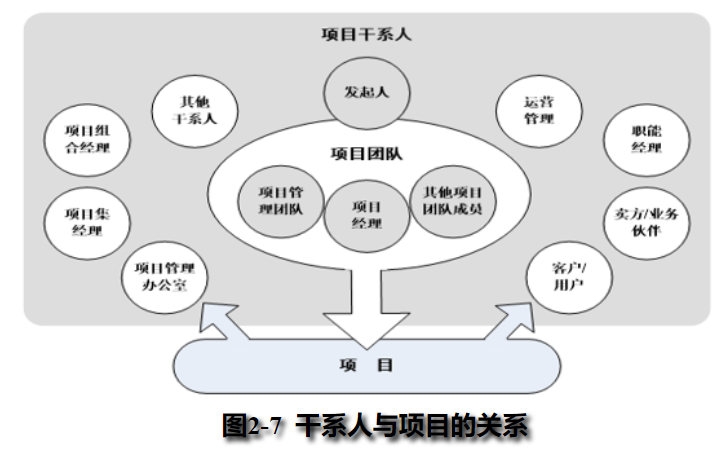 项目干系人
发起人
其他
干系人
运营
管理
项目组
合经理
职能
经理
项目团队
项目管
理团队
项目
经理
其他项目
团队成员
项目集
经理
卖方/业务
伙伴
项目管理
办公室
客户/
用户
项 目
图2-7 干系人与项目的关系